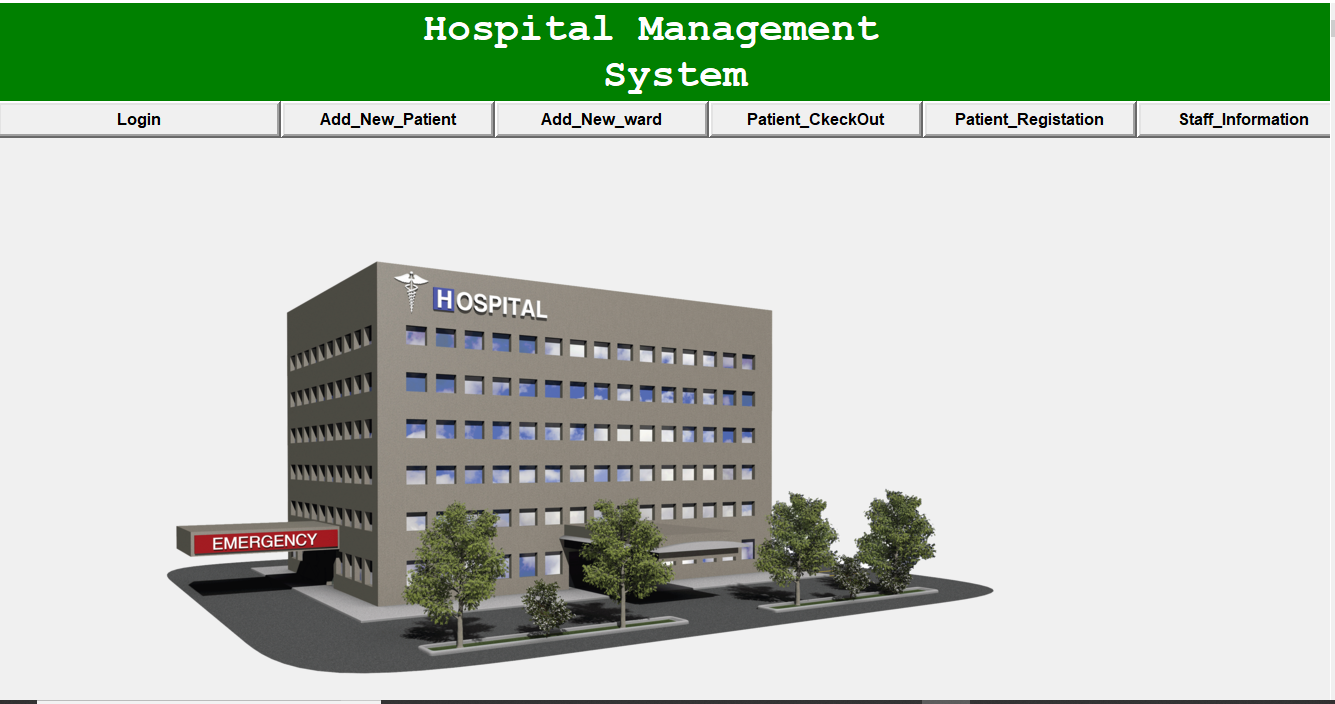 Hospital Management
System
Login
Add_New_Patient
Add_New_ward
Patient_CkeckOut
Patient_Registation
Staff_Information
HOSPITAL
EMERGENCY